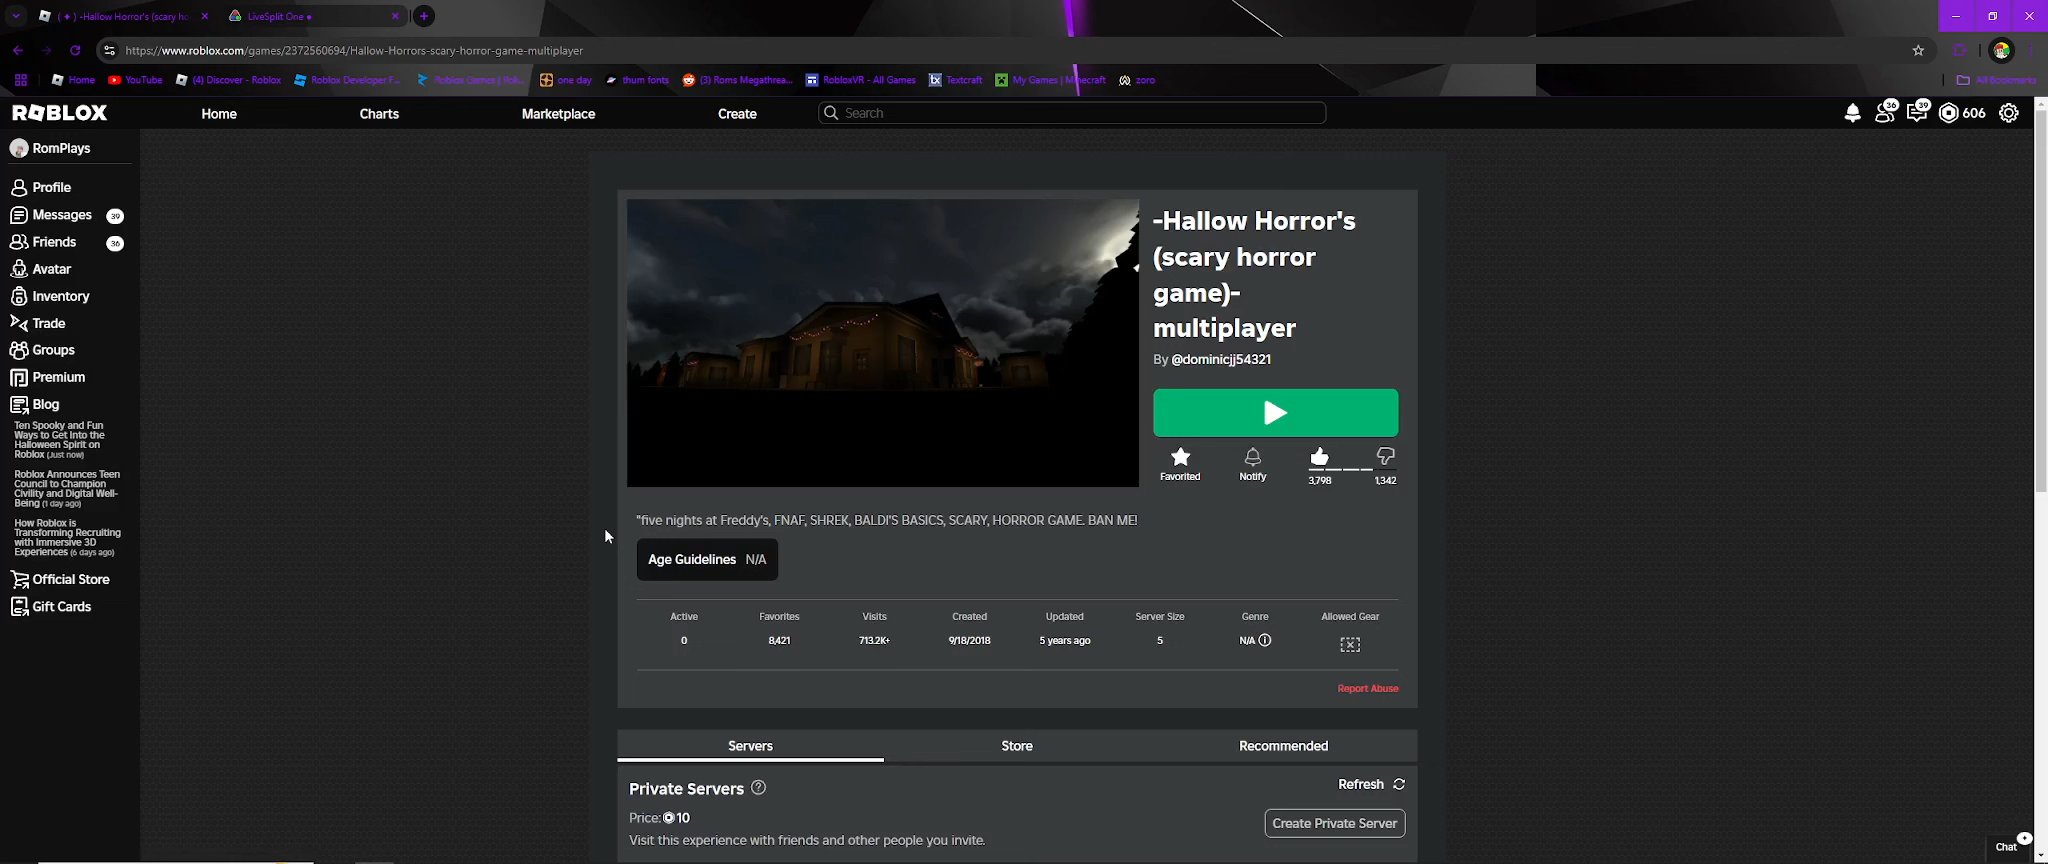 ( ✦ ) -Hallow Horror's (scary ho
LiveSplit One ●
https://www.roblox.com/games/2372560694/Hallow-Horrors-scary-horror-game-multiplayer
Home YouTube (4) Discover - Roblox Roblox Developer F... one day thum fonts (3) Roms Megathrea... RobloxVR - All Games Textcraft My Games | Minecraft zoro All Bookmarks
ROBLOX Home Charts Marketplace Create Search 36 39 606
RomPlays
Profile
Messages 39
Friends 36
Avatar
Inventory
Trade
Groups
Premium
Blog
Ten Spooky and Fun
Ways to Get Into the
Halloween Spirit on
Roblox (Just now)
Roblox Announces Teen
Council to Champion
Civility and Digital Well-
Being (1 day ago)
How Roblox is
Transforming Recruiting
with Immersive 3D
Experiences (6 days ago)
Official Store
Gift Cards
-Hallow Horror's
(scary horror
game)-
multiplayer
By @dominicjj54321
Favorited Notify 3,798 1,342
"five nights at Freddy's, FNAF, SHREK, BALDI'S BASICS, SCARY, HORROR GAME. BAN ME!
Age Guidelines N/A
Active Favorites Visits Created Updated Server Size Genre Allowed Gear
0 8,421 713.2K+ 9/18/2018 5 years ago 5 N/A
Report Abuse
Servers Store Recommended
Private Servers
Refresh
Price: 10
Create Private Server
Visit this experience with friends and other people you invite.
Chat